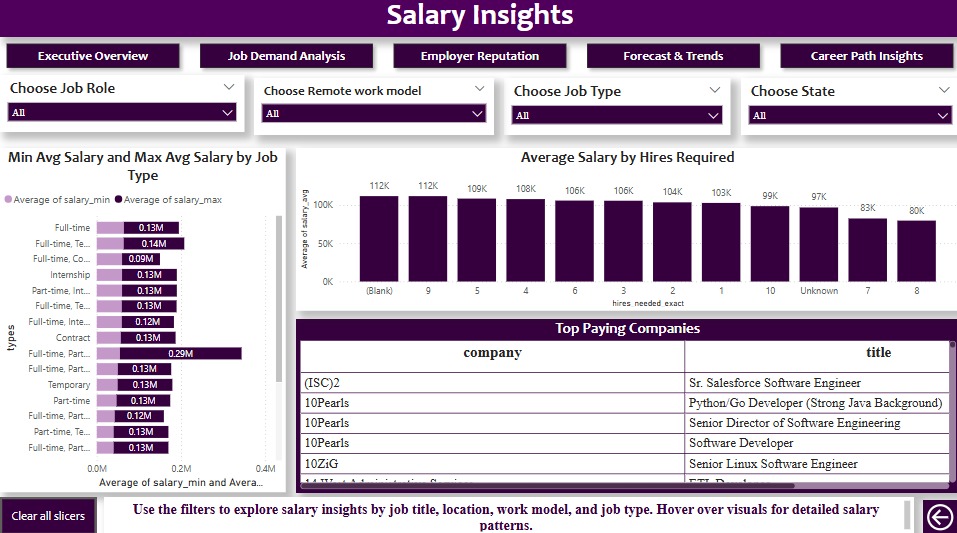 Salary Insights
Executive Overview
Job Demand Analysis
Employer Reputation
Forecast & Trends
Career Path Insights
Choose Job Role
All
Choose Remote work model
All
Choose Job Type
All
Choose State
All
Min Avg Salary and Max Avg Salary by Job
Type
Average of salary_min Average of salary_max
types
Full-time 0.13M
Full-time, Te... 0.14M
Full-time, Co... 0.09M
Internship 0.13M
Part-time, Int... 0.13M
Full-time, Te... 0.13M
Full-time, Inte... 0.12M
Contract 0.13M
Full-time, Part... 0.29M
Full-time, Part... 0.13M
Temporary 0.13M
Part-time 0.13M
Full-time, Part... 0.12M
Part-time, Te... 0.13M
Full-time, Part... 0.13M
0.0M 0.2M 0.4M
Average of salary_min and Avera...
Average Salary by Hires Required
Average of salary_avg
112K 112K 109K 108K 106K 106K 104K 103K 99K 97K 83K 80K
100K
50K
0K
(Blank) 9 5 4 6 3 2 1 10 Unknown 7 8
hires_needed_exact
Top Paying Companies
company title
(ISC)2 Sr. Salesforce Software Engineer
10Pearls Python/Go Developer (Strong Java Background)
10Pearls Senior Director of Software Engineering
10Pearls Software Developer
10ZiG Senior Linux Software Engineer
Clear all slicers
Use the filters to explore salary insights by job title, location, work model, and job type. Hover over visuals for detailed salary
patterns.